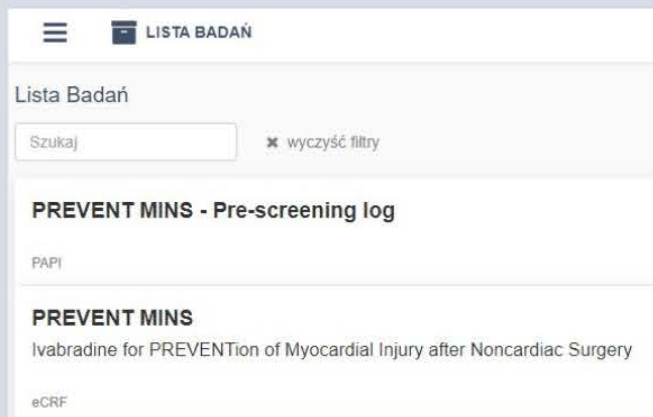 LISTA BADAŃ
Lista Badań
Szukaj
✖ wyczyść filtry
PREVENT MINS - Pre-screening log
PAPI
PREVENT MINS
Ivabradine for PREVENTion of Myocardial Injury after Noncardiac Surgery
eCRF